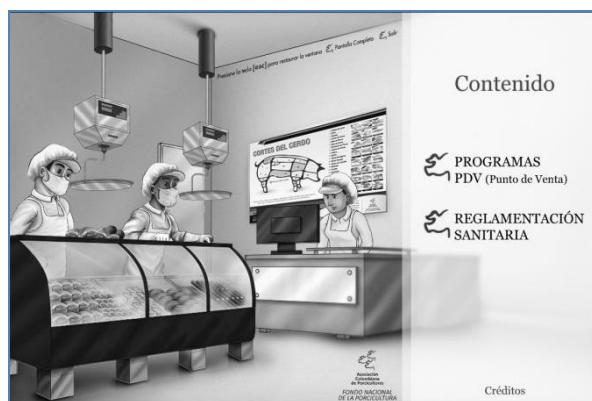 Presione la tecla [esc] para restaurar la ventana Pantalla Completa Salir
CORTES DEL CERDO
Contenido
PROGRAMAS
PDV (Punto de Venta)
REGLAMENTACIÓN
SANITARIA
Asociación
Colombiana
de Porcicultores
FONDO NACIONAL
DE LA PORCICULTURA
Créditos